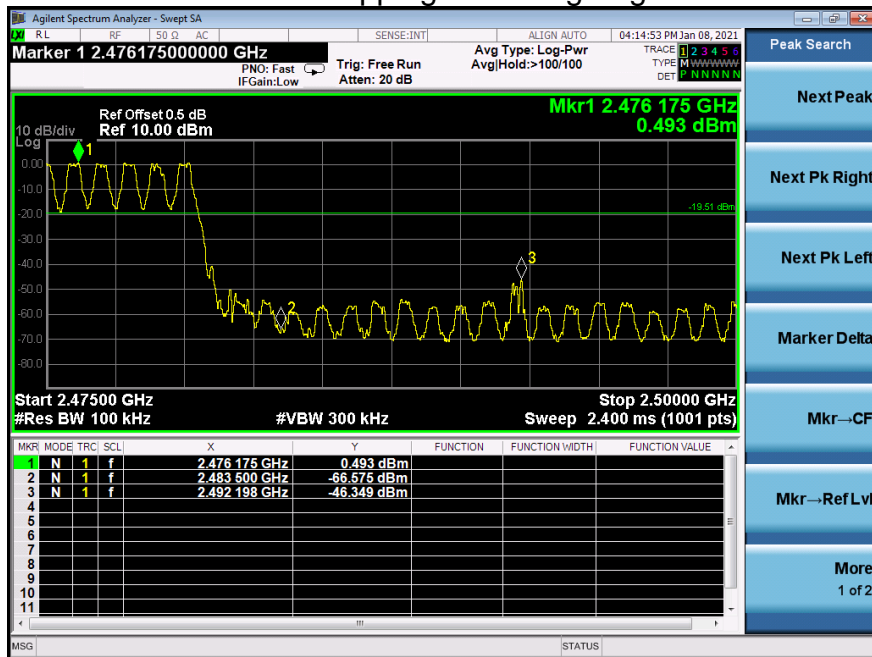 Agilent Spectrum Analyzer - Swept SA
LXI RL RF 50 Ω AC SENSE:INT ALIGN AUTO 04:14:53 PM Jan 08, 2021
Marker 1 2.476175000000 GHz
PNO: Fast
IFGain:Low
Trig: Free Run
Atten: 20 dB
Avg Type: Log-Pwr
Avg|Hold:>100/100
TRACE 1 2 3 4 5 6
TYPE M WWWWW
DET P N N N N N
Peak Search
Next Peak
Next Pk Right
Next Pk Left
Marker Delta
Mkr→CF
Mkr→Ref Lvl
More
1 of 2
Mkr1 2.476 175 GHz
0.493 dBm
Ref Offset 0.5 dB
10 dB/div Ref 10.00 dBm
Log
1
0.00
-10.0
-20.0
-19.51 dBm
-30.0
3
-40.0
-50.0
2
-60.0
-70.0
-80.0
Start 2.47500 GHz Stop 2.50000 GHz
#Res BW 100 kHz #VBW 300 kHz Sweep 2.400 ms (1001 pts)
MKR MODE TRC SCL X Y FUNCTION FUNCTION WIDTH FUNCTION VALUE
1 N 1 f 2.476 175 GHz 0.493 dBm
2 N 1 f 2.483 500 GHz -66.575 dBm
3 N 1 f 2.492 198 GHz -46.349 dBm
4
5
6
7
8
9
10
11
MSG STATUS